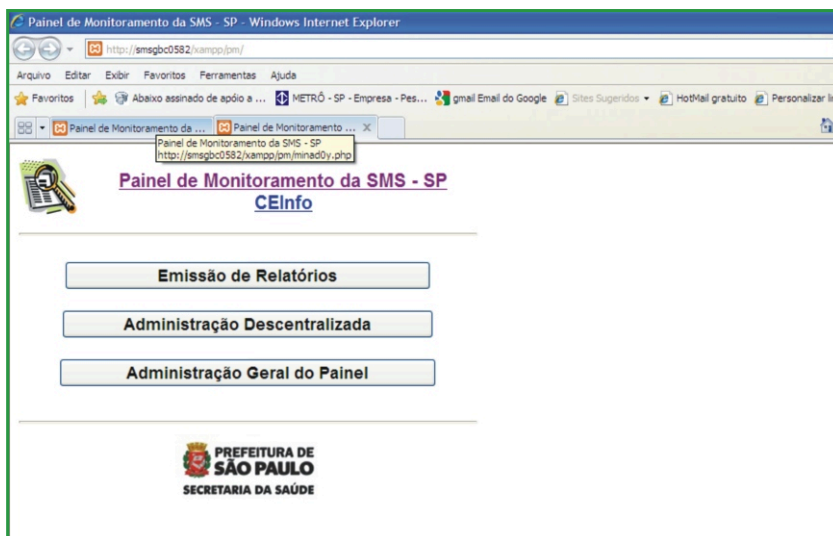 Painel de Monitoramento da SMS - SP - Windows Internet Explorer
http://smsgbc0582/xampp/pm/
Arquivo Editar Exibir Favoritos Ferramentas Ajuda
Favoritos Abaixo assinado de apóio a ... METRÔ - SP - Empresa - Pes... gmail Email do Google Sites Sugeridos HotMail gratuito Personalizar
Painel de Monitoramento da ... Painel de Monitoramento ... X
Painel de Monitoramento da SMS - SP
http://smsgbc0582/xampp/pm/minad0y.php
Painel de Monitoramento da SMS - SP
CEInfo
Emissão de Relatórios
Administração Descentralizada
Administração Geral do Painel
PREFEITURA DE
SÃO PAULO
SECRETARIA DA SAÚDE